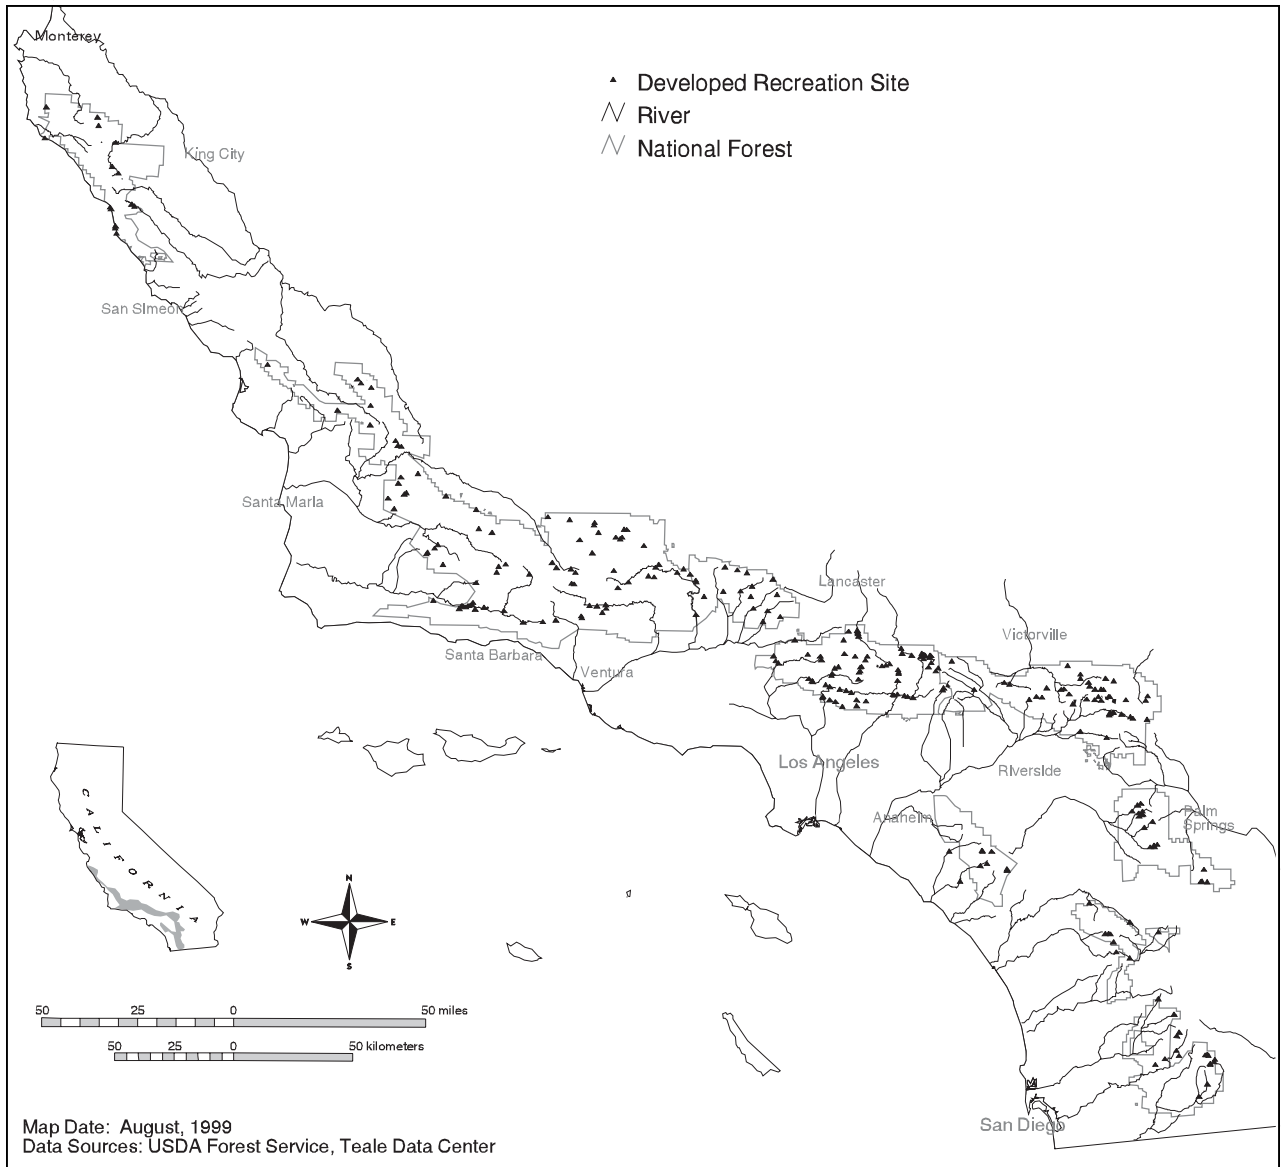 Monterey
Developed Recreation Site
River
National Forest
King City
San Simeon
Santa Maria
Lancaster
Victorville
Santa Barbara
Ventura
Los Angeles
Riverside
Anaheim
Palm
Springs
CALIFORNIA
N
W E
S
50 25 0 50 miles
50 25 0 50 kilometers
San Diego
Map Date: August, 1999
Data Sources: USDA Forest Service, Teale Data Center